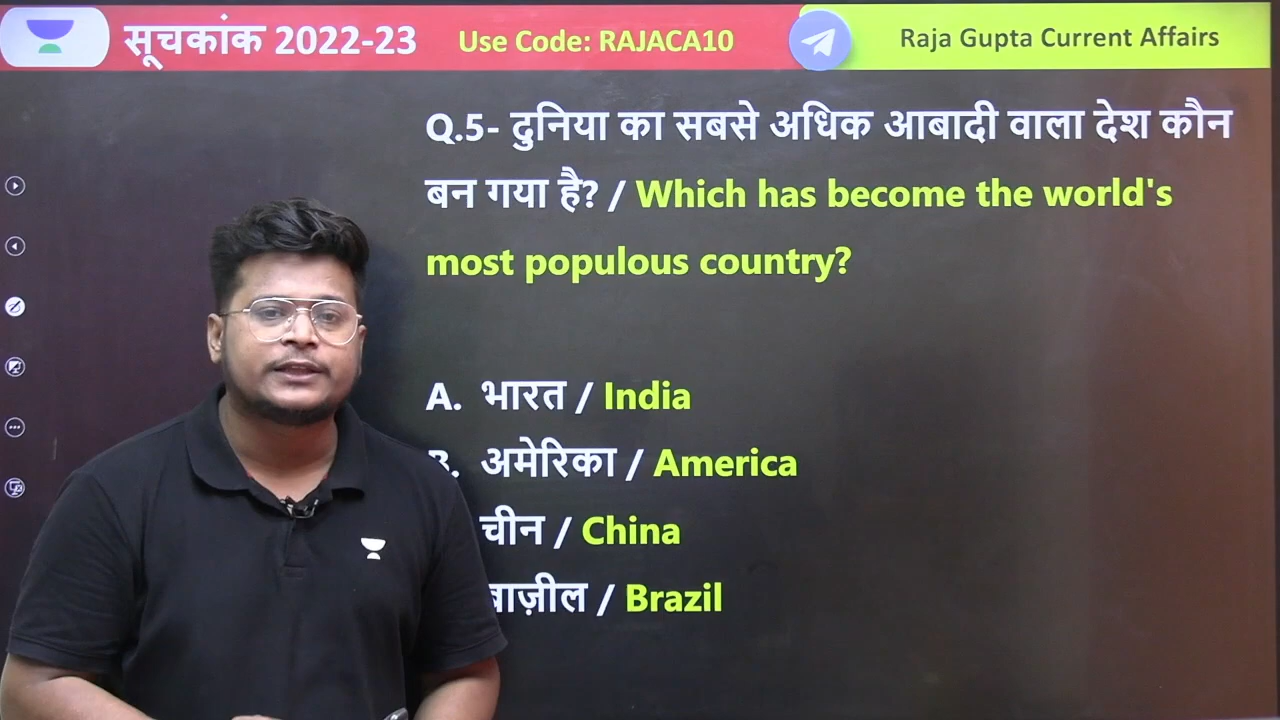 सूचकांक 2022-23 Use Code: RAJACA10 Raja Gupta Current Affairs
Q.5- दुनिया का सबसे अधिक आबादी वाला देश कौन
बन गया है? / Which has become the world's
most populous country?
A. भारत / India
B. अमेरिका / America
चीन / China
/ Brazil